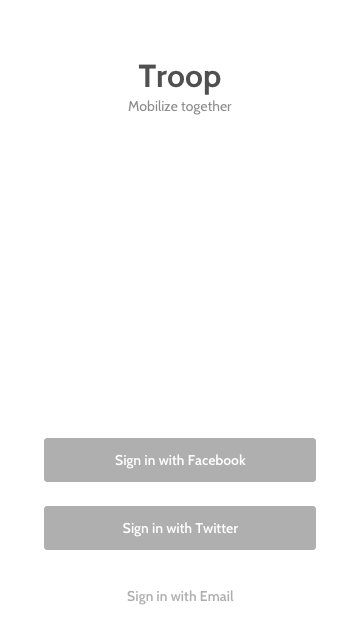 Troop
Mobilize together
Sign in with Facebook
Sign in with Twitter
Sign in with Email